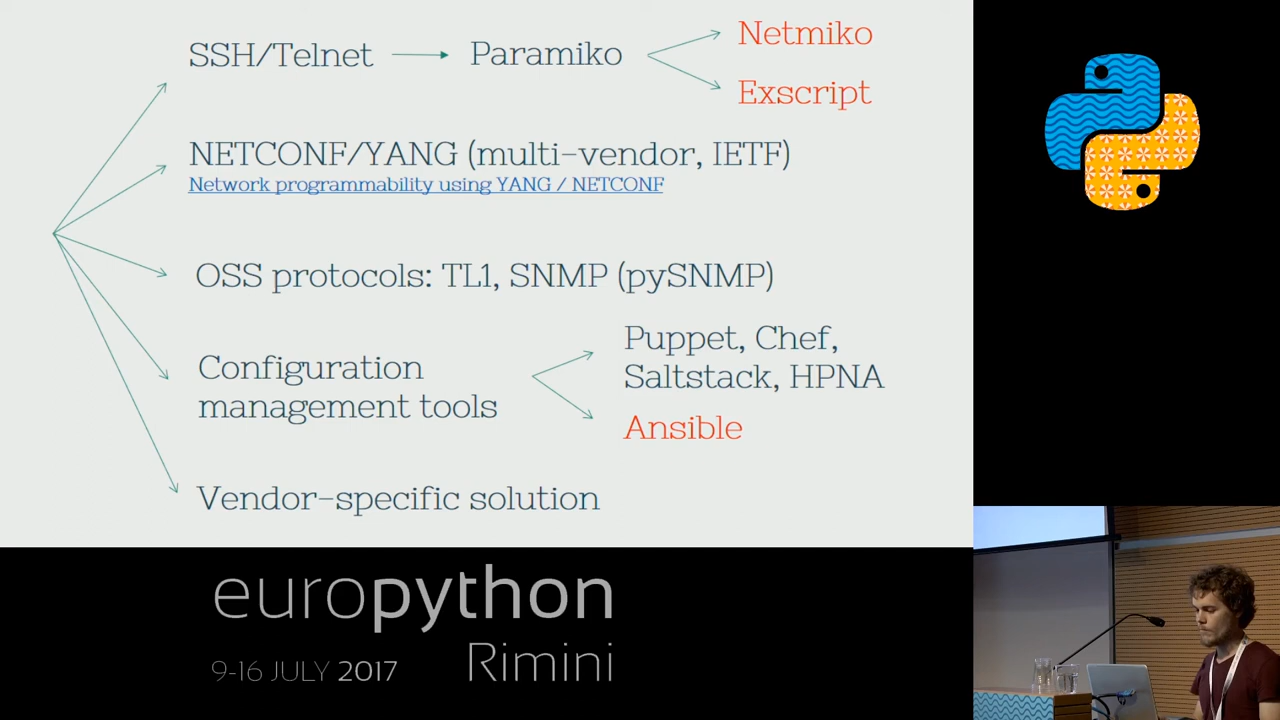 SSH/Telnet
Paramiko
Netmiko
Exscript
NETCONF/YANG (multi-vendor, IETF)
Network programmability using YANG / NETCONF
OSS protocols: TL1, SNMP (pySNMP)
Configuration
management tools
Puppet, Chef,
Saltstack, HPNA
Ansible
Vendor-specific solution
europython
9-16 JULY 2017
Rimini